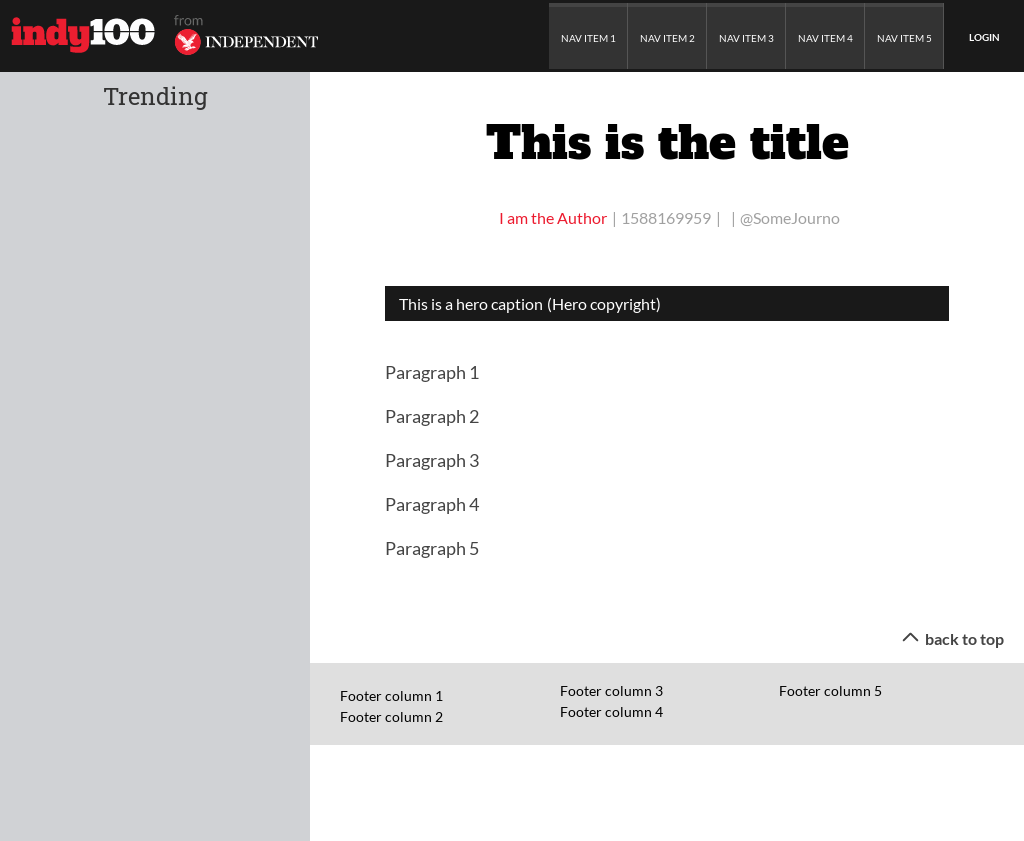 indy100
from
INDEPENDENT
NAV ITEM 1
NAV ITEM 2
NAV ITEM 3
NAV ITEM 4
NAV ITEM 5
LOGIN
Trending
This is the title
I am the Author | 1588169959 | | @SomeJourno
This is a hero caption (Hero copyright)
Paragraph 1
Paragraph 2
Paragraph 3
Paragraph 4
Paragraph 5
back to top
Footer column 1
Footer column 2
Footer column 3
Footer column 4
Footer column 5